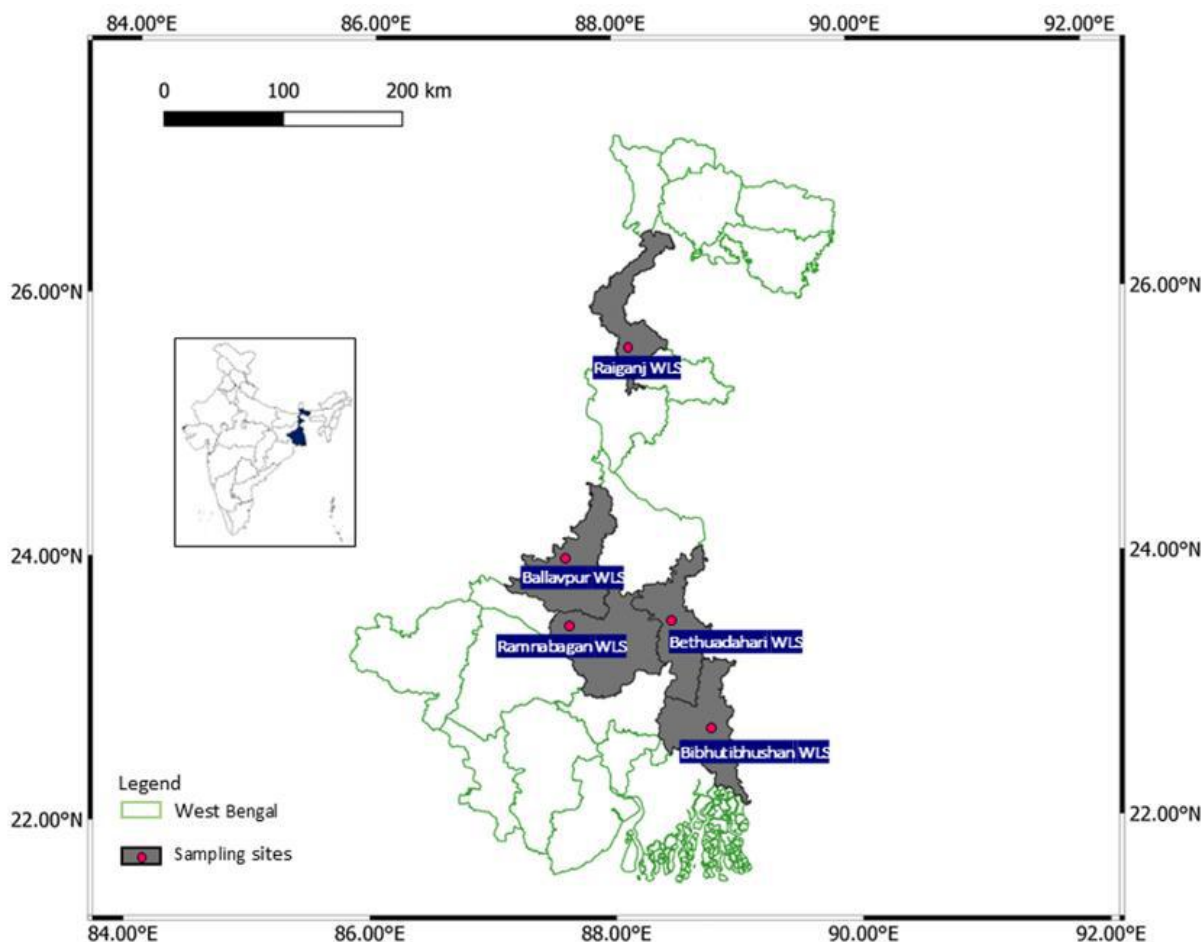 84.00°E 86.00°E 88.00°E 90.00°E 92.00°E
0 100 200 km
26.00°N 26.00°N
Raiganj WLS
24.00°N 24.00°N
Ballavpur WLS
Ramnabagan WLS
Bethuadahari WLS
Bibhutibhushan WLS
Legend
West Bengal
22.00°N 22.00°N
Sampling sites
84.00°E 86.00°E 88.00°E 90.00°E 92.00°E